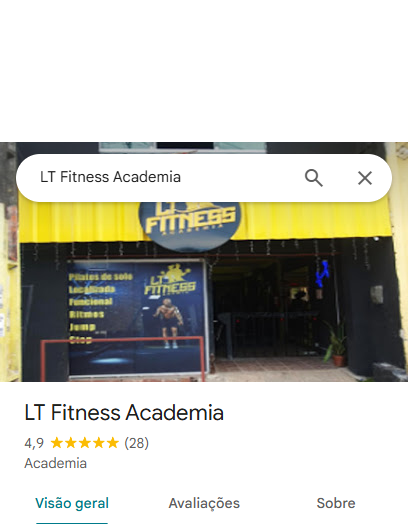 LT Fitness Academia
LT
FITNESS
ACADEMIA
Pilates de solo
Localizada
Funcional
Ritmos
Jump
Step
LT
FITNESS
LT Fitness Academia
4,9 ★★★★★ (28)
Academia
Visão geral
Avaliações
Sobre